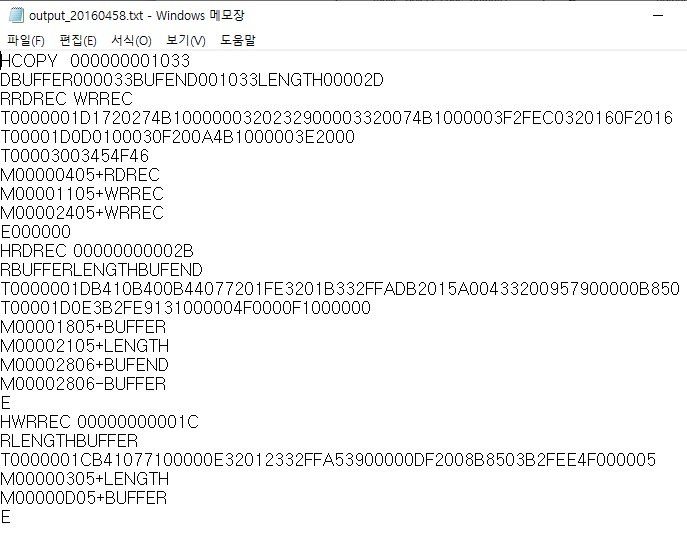 output_20160458.txt - Windows 메모장
파일(F) 편집(E) 서식(O) 보기(V) 도움말
HCOPY  000000001033
DBUFFER000033BUFEND001033LENGTH00002D
RRDREC WRREC
T0000001D1720274B1000000320232900003320074B1000003F2FEC0320160F2016
T00001D0D0100030F200A4B1000003E2000
T00003003454F46
M00000405+RDREC
M00001105+WRREC
M00002405+WRREC
E000000
HRDREC 00000000002B
RBUFFERLENGTHBUFEND
T0000001DB410B400B44077201FE3201B332FFADB2015A00433200957900000B850
T00001D0E3B2FE9131000004F0000F1000000
M00001805+BUFFER
M00002105+LENGTH
M00002806+BUFEND
M00002806-BUFFER
E
HWRREC 00000000001C
RLENGTHBUFFER
T0000001CB41077100000E32012332FFA53900000DF2008B8503B2FEE4F000005
M00000305+LENGTH
M00000D05+BUFFER
E